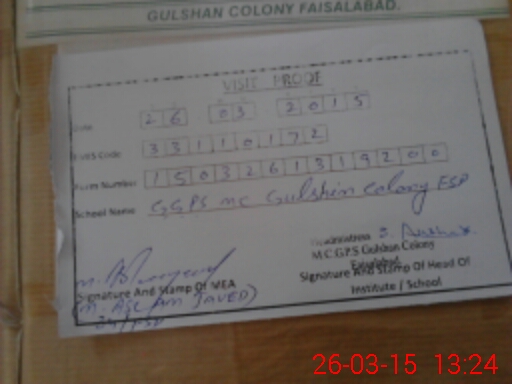 GULSHAN COLONY FAISALABAD.
VISIT PROOF
Date 26 03 2015
EMIS Code 33110172
Form Number 1503261319200
School Name GGPS MC Gulshan Colony FSD
Headmistress
M.C.G.P.S Gulshan Colony
Faisalabad
Signature And Stamp Of MEA
Signature And Stamp Of Head Of
Institute / School
(M. ASLAM JAVED)
26-03-15 13:24